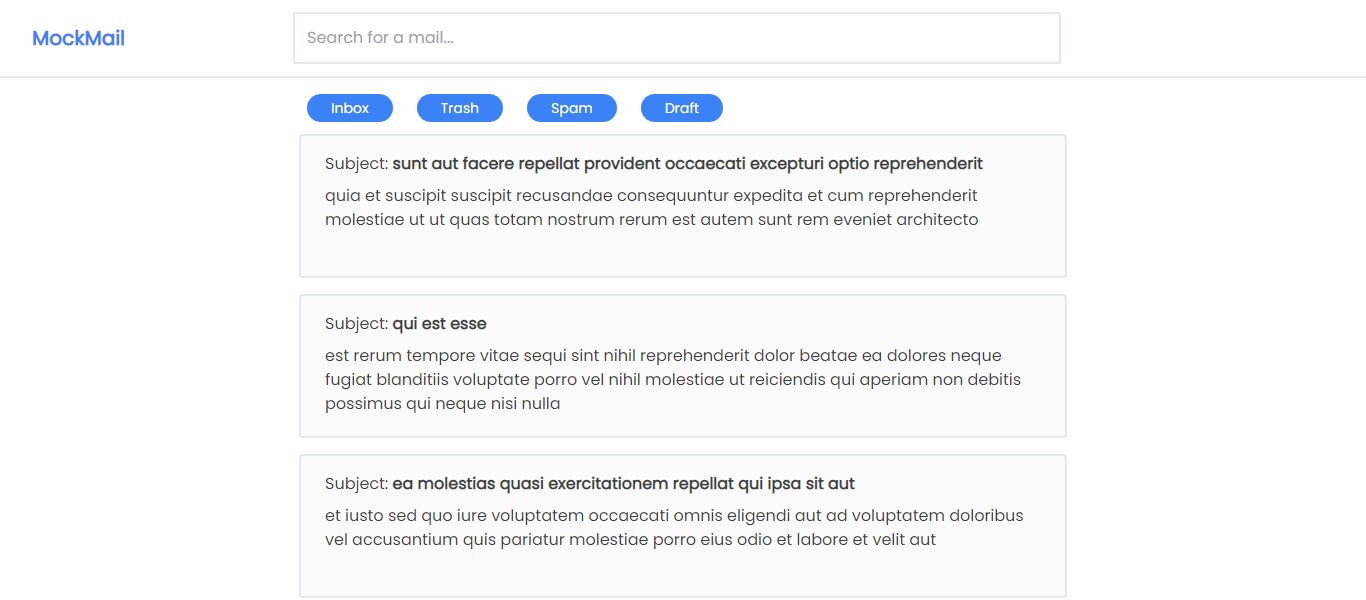 MockMail
Search for a mail...
Inbox Trash Spam Draft
Subject: sunt aut facere repellat provident occaecati excepturi optio reprehenderit
quia et suscipit suscipit recusandae consequuntur expedita et cum reprehenderit
molestiae ut ut quas totam nostrum rerum est autem sunt rem eveniet architecto
Subject: qui est esse
est rerum tempore vitae sequi sint nihil reprehenderit dolor beatae ea dolores neque
fugiat blanditiis voluptate porro vel nihil molestiae ut reiciendis qui aperiam non debitis
possimus qui neque nisi nulla
Subject: ea molestias quasi exercitationem repellat qui ipsa sit aut
et iusto sed quo iure voluptatem occaecati omnis eligendi aut ad voluptatem doloribus
vel accusantium quis pariatur molestiae porro eius odio et labore et velit aut